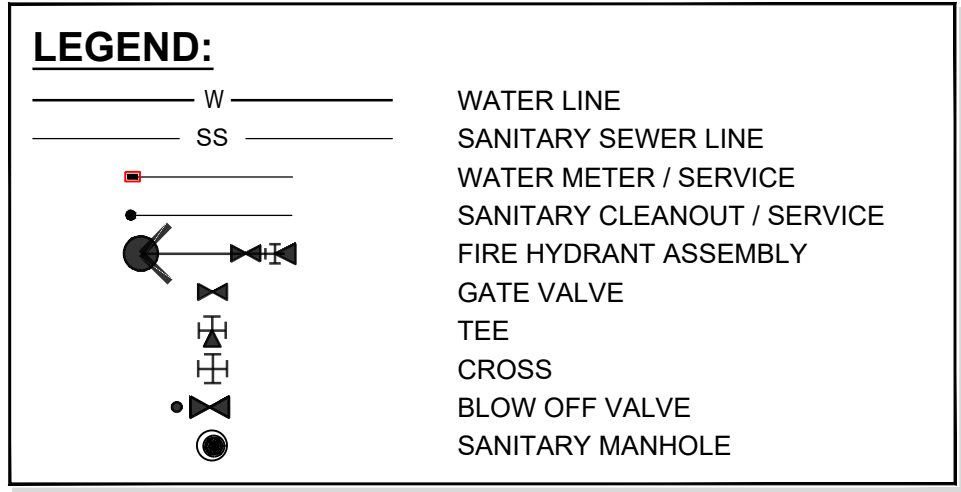 LEGEND:
W WATER LINE
SS SANITARY SEWER LINE
WATER METER / SERVICE
SANITARY CLEANOUT / SERVICE
FIRE HYDRANT ASSEMBLY
GATE VALVE
TEE
CROSS
BLOW OFF VALVE
SANITARY MANHOLE